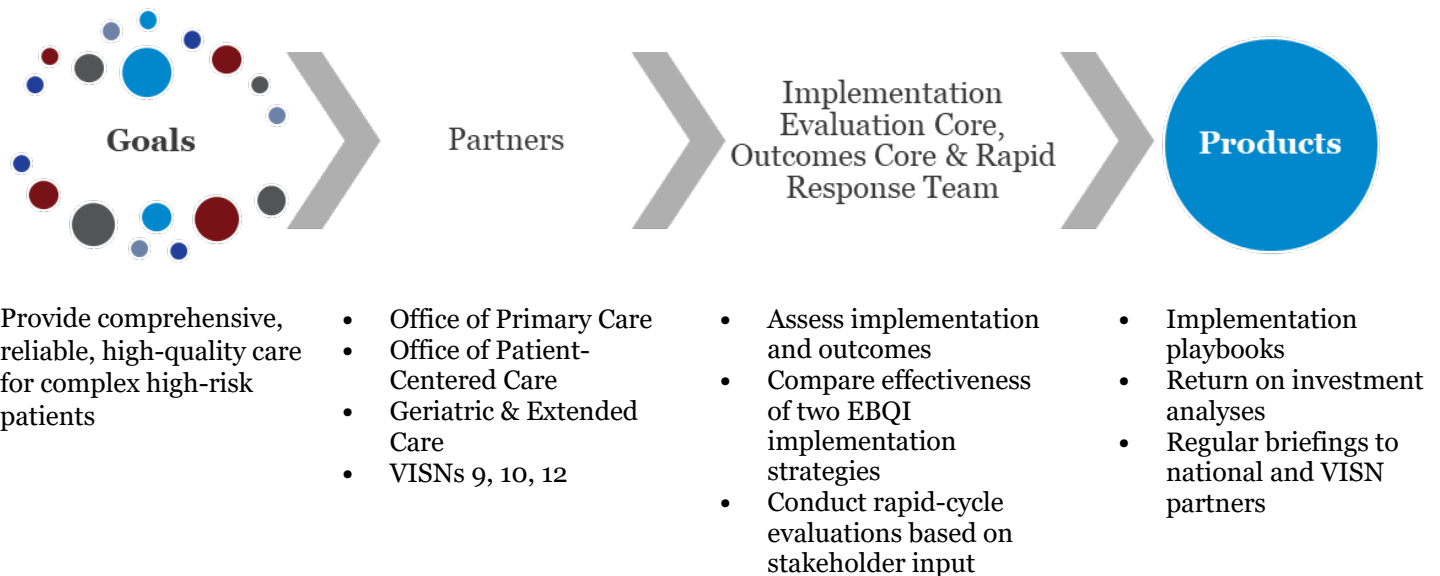 Goals
Partners
Implementation
Evaluation Core,
Outcomes Core & Rapid
Response Team
Products
Provide comprehensive,
reliable, high-quality care
for complex high-risk
patients
• Office of Primary Care
• Office of Patient-
Centered Care
• Geriatric & Extended
Care
• VISNs 9, 10, 12
• Assess implementation
and outcomes
• Compare effectiveness
of two EBQI
implementation
strategies
• Conduct rapid-cycle
evaluations based on
stakeholder input
• Implementation
playbooks
• Return on investment
analyses
• Regular briefings to
national and VISN
partners